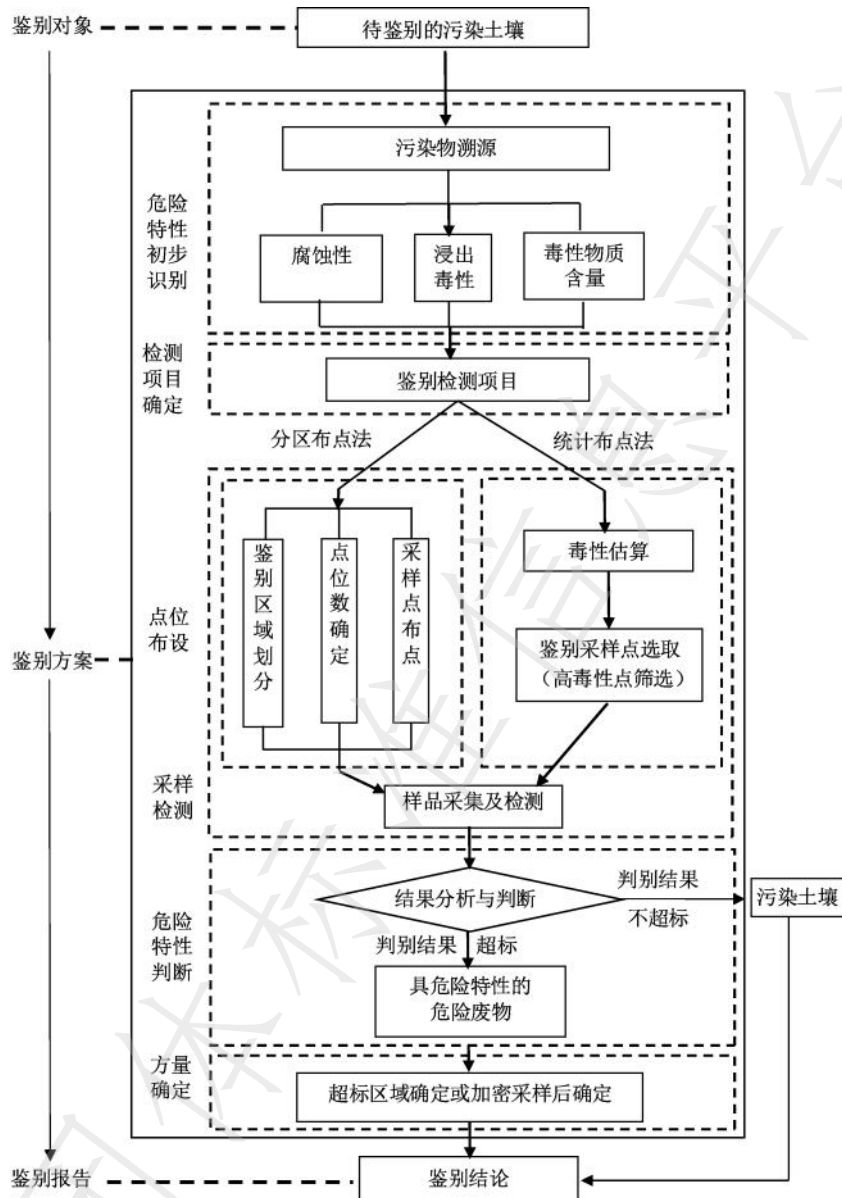 鉴别对象
待鉴别的污染土壤
污染物溯源
危险
特性
初步
识别
腐蚀性
浸出
毒性
毒性物质
含量
检测
项目
确定
鉴别检测项目
分区布点法
统计布点法
点位
布设
鉴别区域划分
点位数确定
采样点布点
毒性估算
鉴别采样点选取
（高毒性点筛选）
鉴别方案
采样
检测
样品采集及检测
危险
特性
判断
结果分析与判断
判别结果
不超标
污染土壤
判别结果 超标
具危险特性的
危险废物
方量
确定
超标区域确定或加密采样后确定
鉴别报告
鉴别结论
体标准信息平台